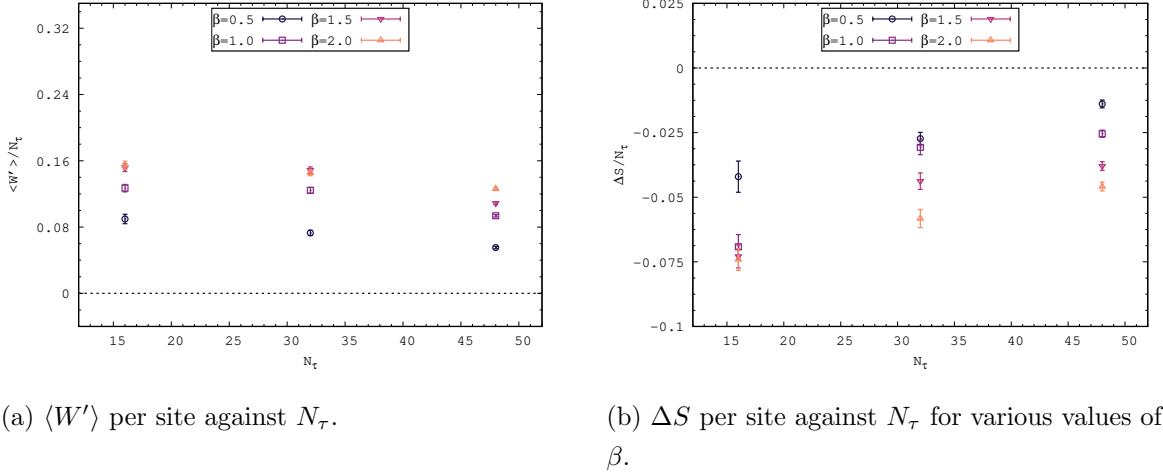 0.32
0.24
0.16
0.08
0
<W′>/Nτ
β=0.5
β=1.5
β=1.0
β=2.0
15 20 25 30 35 40 45 50
Nτ
0.025
0
−0.025
−0.05
−0.075
−0.1
ΔS/Nτ
β=0.5
β=1.5
β=1.0
β=2.0
15 20 25 30 35 40 45 50
Nτ
(a) ⟨W′⟩ per site against Nτ.
(b) ΔS per site against Nτ for various values of
β.